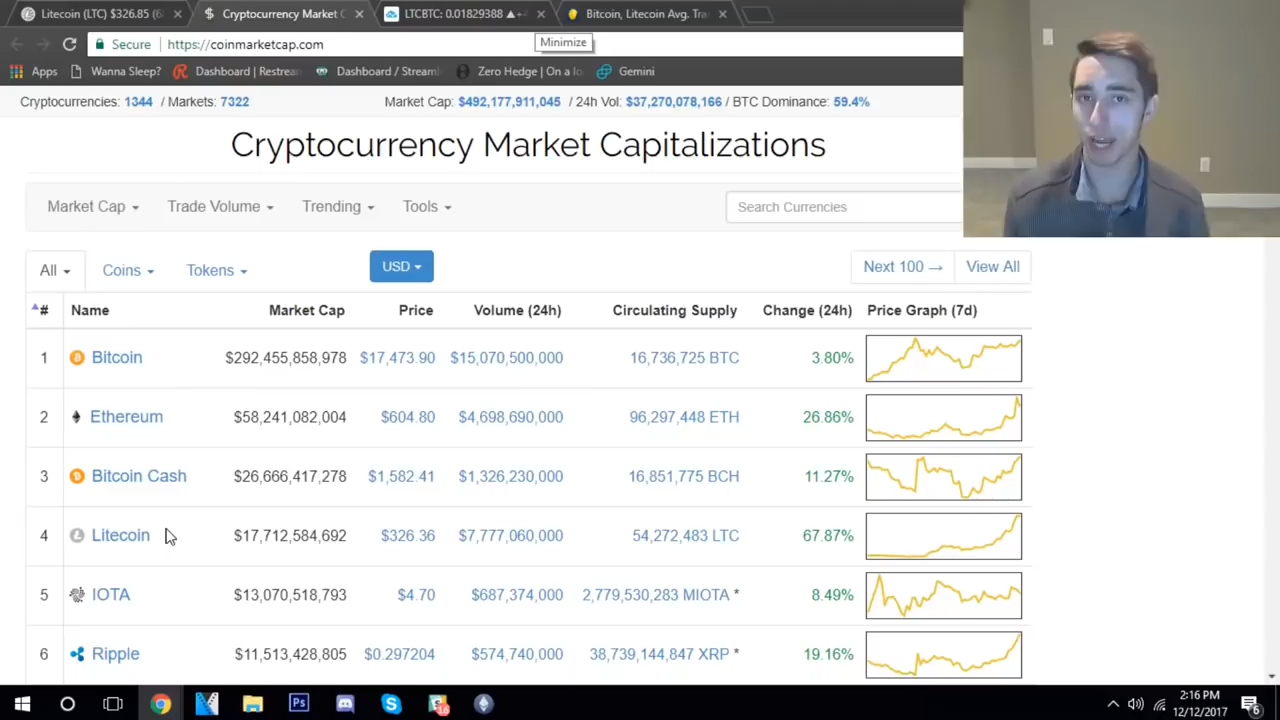 Litecoin (LTC) $326.85 (
Cryptocurrency Market C
LTCBTC: 0.01829388 ▲+4
Bitcoin, Litecoin Avg. Tra
Minimize
Secure https://coinmarketcap.com
Apps Wanna Sleep? Dashboard | Restrea Dashboard / Streaml Zero Hedge | On a lo Gemini
Cryptocurrencies: 1344 / Markets: 7322 Market Cap: $492,177,911,045 / 24h Vol: $37,270,078,166 / BTC Dominance: 59.4%
Cryptocurrency Market Capitalizations
Market Cap Trade Volume Trending Tools Search Currencies
All Coins Tokens USD Next 100 → View All
# Name Market Cap Price Volume (24h) Circulating Supply Change (24h) Price Graph (7d)
1 Bitcoin $292,455,858,978 $17,473.90 $15,070,500,000 16,736,725 BTC 3.80%
2 Ethereum $58,241,082,004 $604.80 $4,698,690,000 96,297,448 ETH 26.86%
3 Bitcoin Cash $26,666,417,278 $1,582.41 $1,326,230,000 16,851,775 BCH 11.27%
4 Litecoin $17,712,584,692 $326.36 $7,777,060,000 54,272,483 LTC 67.87%
5 IOTA $13,070,518,793 $4.70 $687,374,000 2,779,530,283 MIOTA * 8.49%
6 Ripple $11,513,428,805 $0.297204 $574,740,000 38,739,144,847 XRP * 19.16%
Ps
2:16 PM
12/12/2017